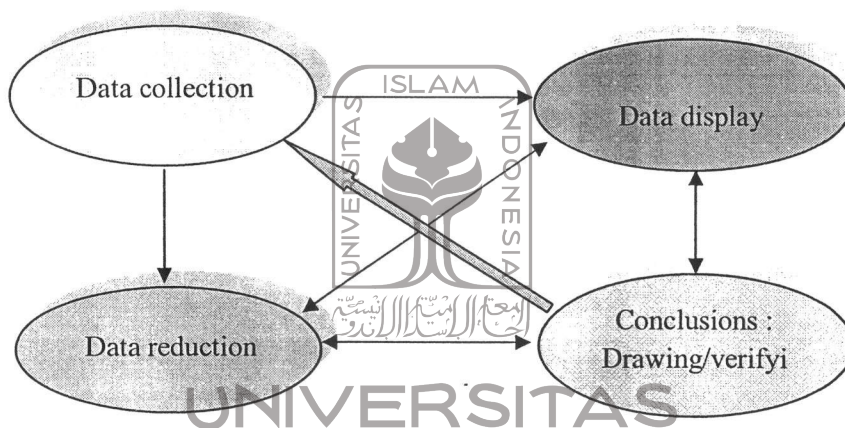 Data collection
Data display
Data reduction
Conclusions :
Drawing/verifyi
UNIVERSITAS
ISLAM
INDONESIA
UNIVERSITAS